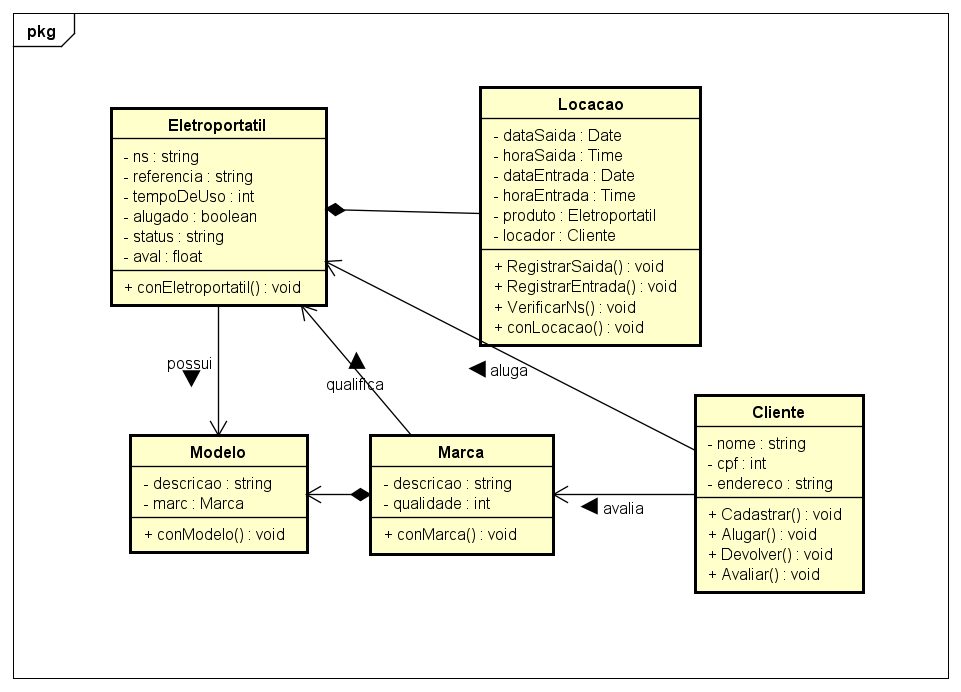 pkg
Eletroportatil
- ns : string
- referencia : string
- tempoDeUso : int
- alugado : boolean
- status : string
- aval : float
+ conEletroportatil() : void
Locacao
- dataSaida : Date
- horaSaida : Time
- dataEntrada : Date
- horaEntrada : Time
- produto : Eletroportatil
- locador : Cliente
+ RegistrarSaida() : void
+ RegistrarEntrada() : void
+ VerificarNs() : void
+ conLocacao() : void
possui
qualifica
aluga
Modelo
- descricao : string
- marc : Marca
+ conModelo() : void
Marca
- descricao : string
- qualidade : int
+ conMarca() : void
avalia
Cliente
- nome : string
- cpf : int
- endereco : string
+ Cadastrar() : void
+ Alugar() : void
+ Devolver() : void
+ Avaliar() : void